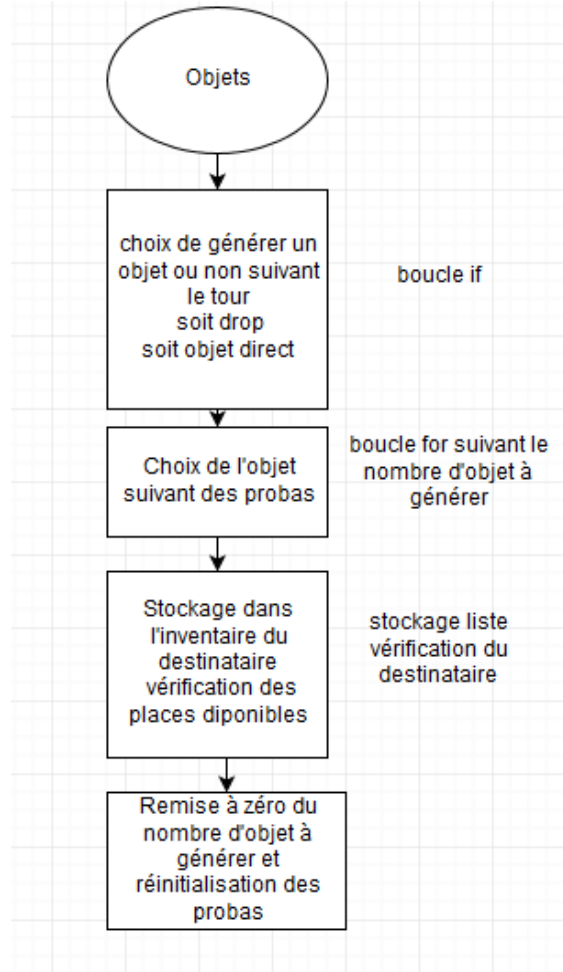 Objets
choix de générer un
objet ou non suivant
le tour
soit drop
soit objet direct
boucle if
Choix de l'objet
suivant des probas
boucle for suivant le
nombre d'objet à
générer
Stockage dans
l'inventaire du
destinataire
vérification des
places diponibles
stockage liste
vérification du
destinataire
Remise à zéro du
nombre d'objet à
générer et
réinitialisation des
probas